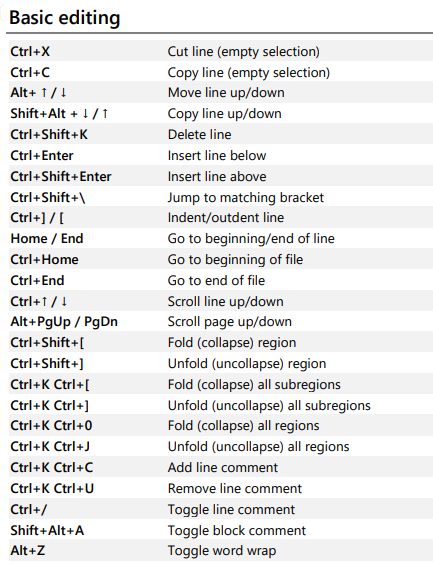 Basic editing
Ctrl+X Cut line (empty selection)
Ctrl+C Copy line (empty selection)
Alt+ ↑ / ↓ Move line up/down
Shift+Alt + ↓ / ↑ Copy line up/down
Ctrl+Shift+K Delete line
Ctrl+Enter Insert line below
Ctrl+Shift+Enter Insert line above
Ctrl+Shift+\ Jump to matching bracket
Ctrl+] / [ Indent/outdent line
Home / End Go to beginning/end of line
Ctrl+Home Go to beginning of file
Ctrl+End Go to end of file
Ctrl+↑ / ↓ Scroll line up/down
Alt+PgUp / PgDn Scroll page up/down
Ctrl+Shift+[ Fold (collapse) region
Ctrl+Shift+] Unfold (uncollapse) region
Ctrl+K Ctrl+[ Fold (collapse) all subregions
Ctrl+K Ctrl+] Unfold (uncollapse) all subregions
Ctrl+K Ctrl+0 Fold (collapse) all regions
Ctrl+K Ctrl+J Unfold (uncollapse) all regions
Ctrl+K Ctrl+C Add line comment
Ctrl+K Ctrl+U Remove line comment
Ctrl+/ Toggle line comment
Shift+Alt+A Toggle block comment
Alt+Z Toggle word wrap